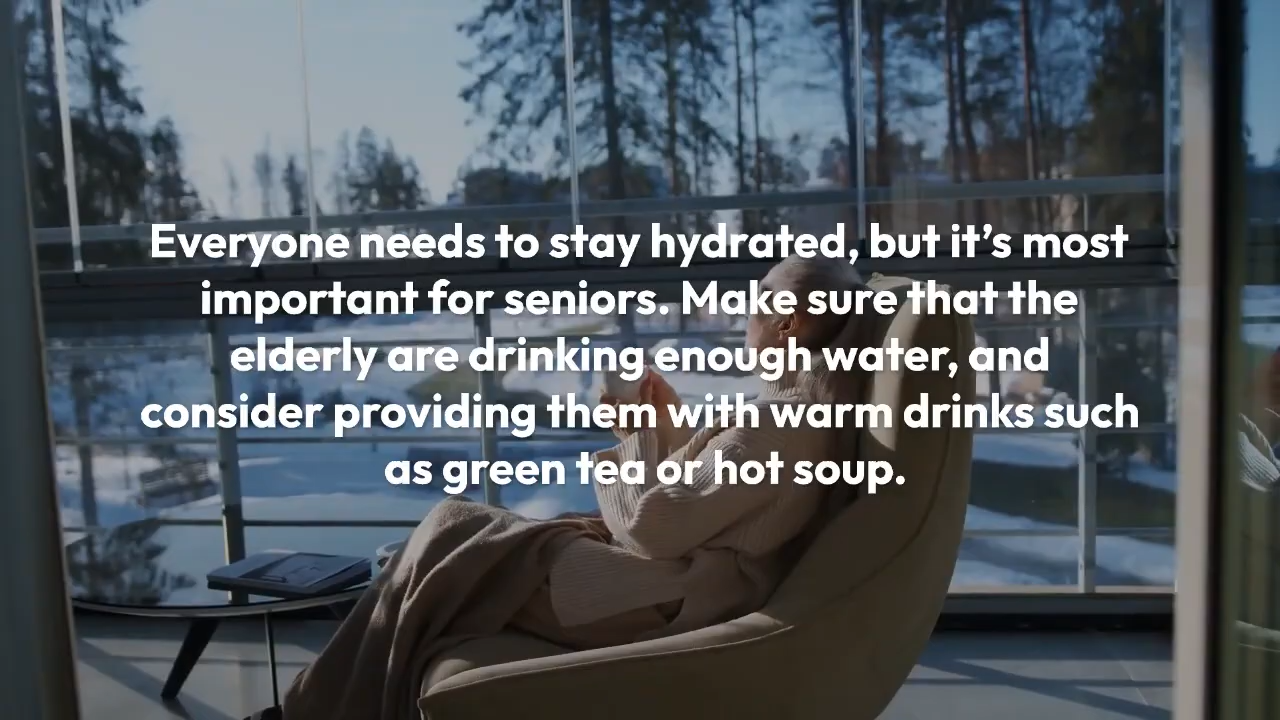 Everyone needs to stay hydrated, but it’s most
important for seniors. Make sure that the
elderly are drinking enough water, and
consider providing them with warm drinks such
as green tea or hot soup.